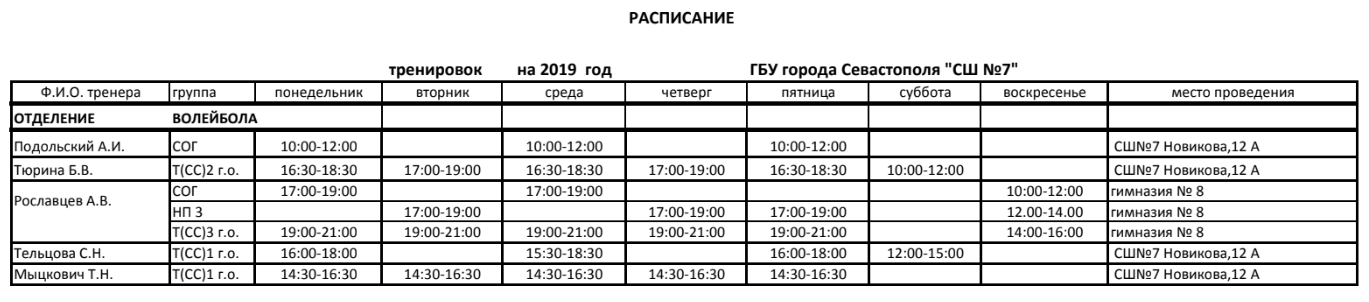 РАСПИСАНИЕ
тренировок на 2019 год ГБУ города Севастополя "СШ №7"
Ф.И.О. тренера группа понедельник вторник среда четверг пятница суббота воскресенье место проведения
ОТДЕЛЕНИЕ ВОЛЕЙБОЛА
Подольский А.И. СОГ 10:00-12:00 10:00-12:00 10:00-12:00 СШ№7 Новикова,12 А
Тюрина Б.В. Т(СС)2 г.о. 16:30-18:30 17:00-19:00 16:30-18:30 17:00-19:00 16:30-18:30 10:00-12:00 СШ№7 Новикова,12 А
Рославцев А.В. СОГ 17:00-19:00 17:00-19:00 10:00-12:00 гимназия № 8
НП 3 17:00-19:00 17:00-19:00 17:00-19:00 12.00-14.00 гимназия № 8
Т(СС)3 г.о. 19:00-21:00 19:00-21:00 19:00-21:00 19:00-21:00 19:00-21:00 14:00-16:00 гимназия № 8
Тельцова С.Н. Т(СС)1 г.о. 16:00-18:00 15:30-18:30 16:00-18:00 12:00-15:00 СШ№7 Новикова,12 А
Мыцкович Т.Н. Т(СС)1 г.о. 14:30-16:30 14:30-16:30 14:30-16:30 14:30-16:30 14:30-16:30 СШ№7 Новикова,12 А